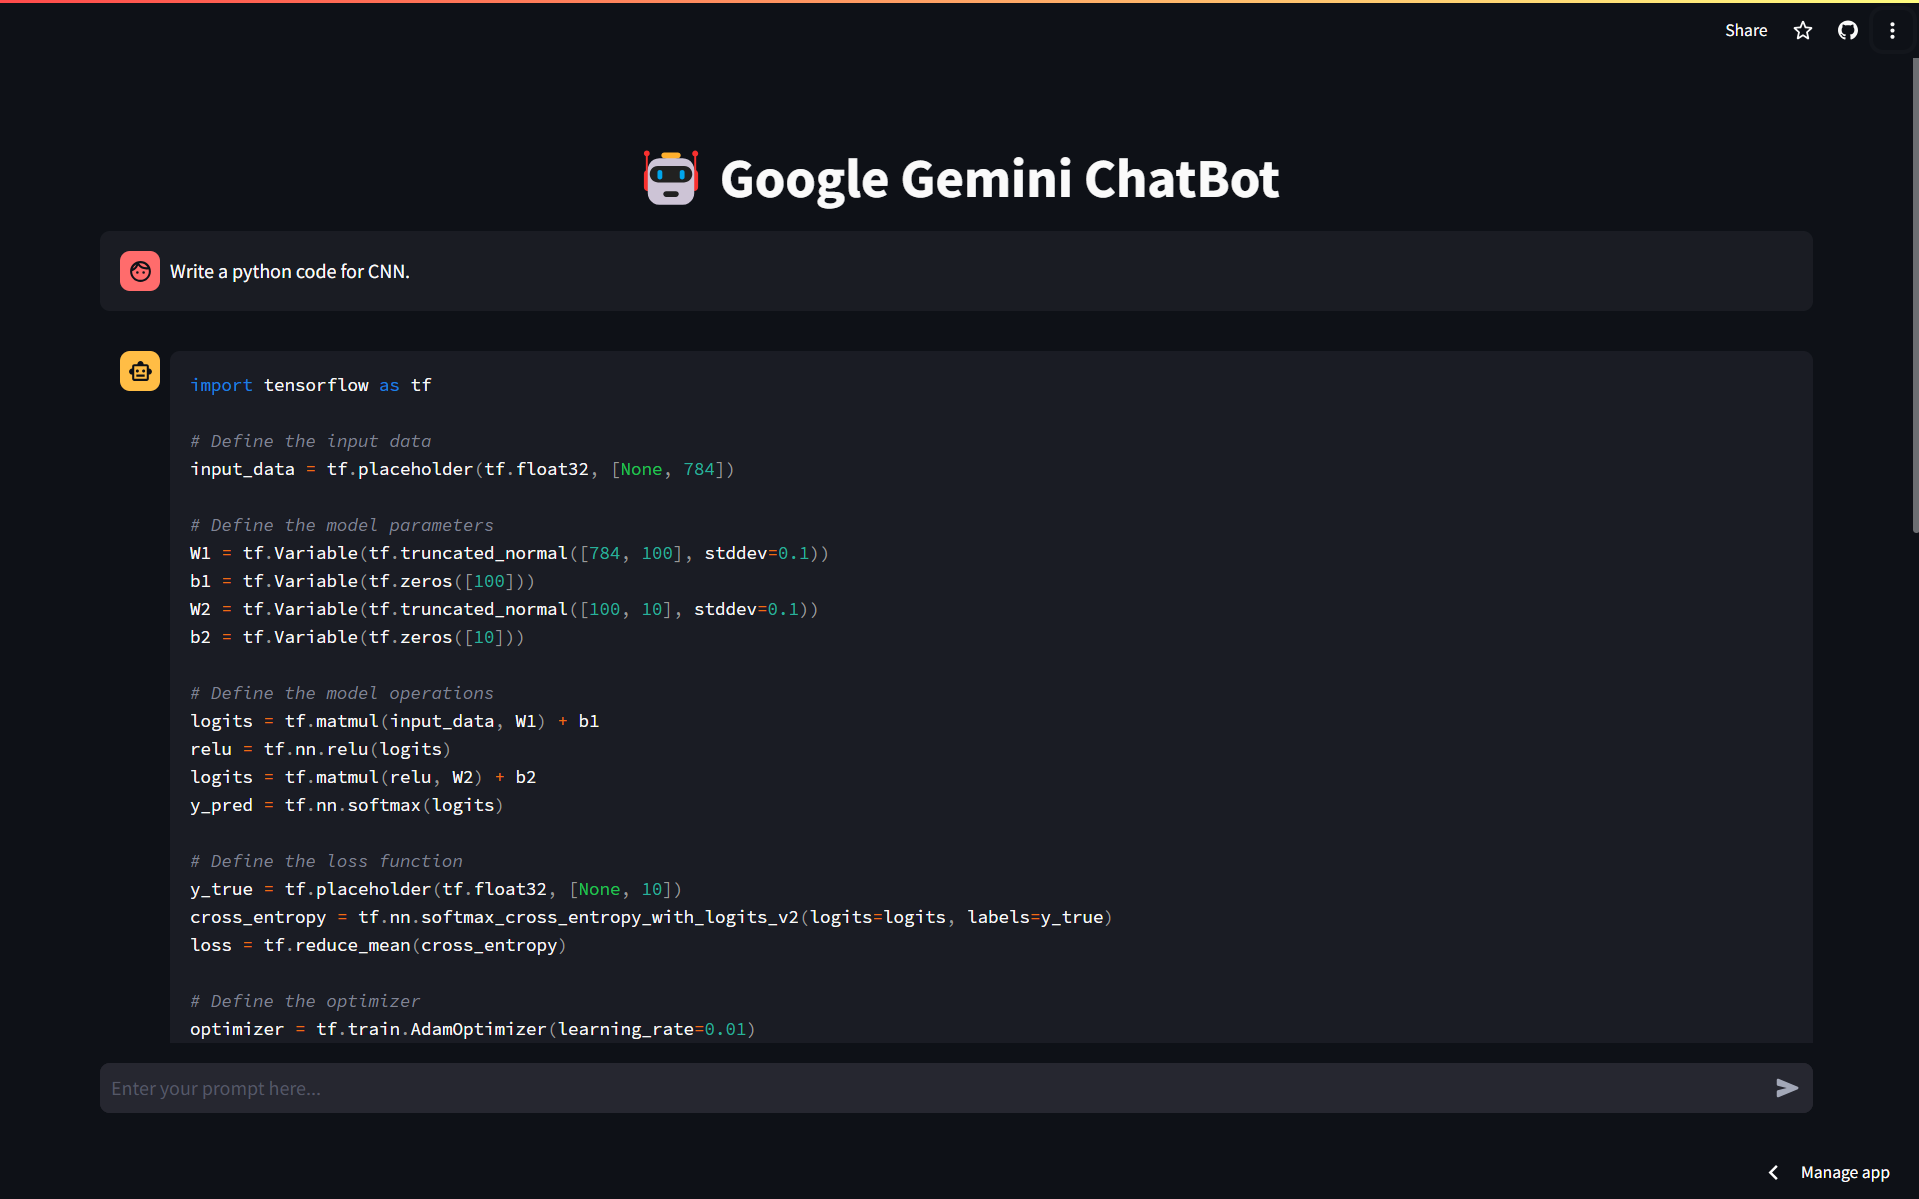 Share
Google Gemini ChatBot
Write a python code for CNN.
import tensorflow as tf
# Define the input data
input_data = tf.placeholder(tf.float32, [None, 784])
# Define the model parameters
W1 = tf.Variable(tf.truncated_normal([784, 100], stddev=0.1))
b1 = tf.Variable(tf.zeros([100]))
W2 = tf.Variable(tf.truncated_normal([100, 10], stddev=0.1))
b2 = tf.Variable(tf.zeros([10]))
# Define the model operations
logits = tf.matmul(input_data, W1) + b1
relu = tf.nn.relu(logits)
logits = tf.matmul(relu, W2) + b2
y_pred = tf.nn.softmax(logits)
# Define the loss function
y_true = tf.placeholder(tf.float32, [None, 10])
cross_entropy = tf.nn.softmax_cross_entropy_with_logits_v2(logits=logits, labels=y_true)
loss = tf.reduce_mean(cross_entropy)
# Define the optimizer
optimizer = tf.train.AdamOptimizer(learning_rate=0.01)
Enter your prompt here...
Manage app